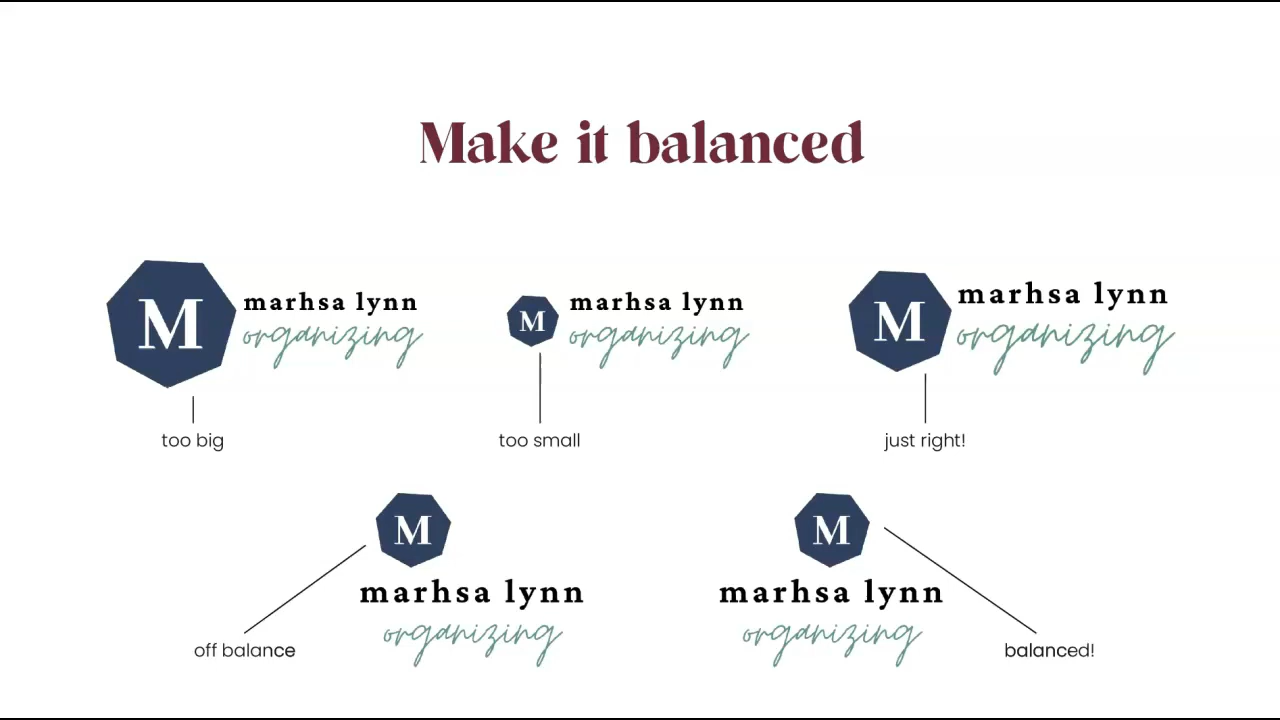 Make it balanced
M
marhsa lynn
organizing
too big
M
marhsa lynn
organizing
too small
M
marhsa lynn
organizing
just right!
M
marhsa lynn
organizing
off balance
M
marhsa lynn
organizing
balanced!